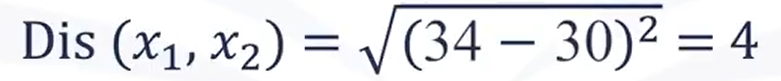 Dis (x₁, x₂) = √(34 − 30)² = 4